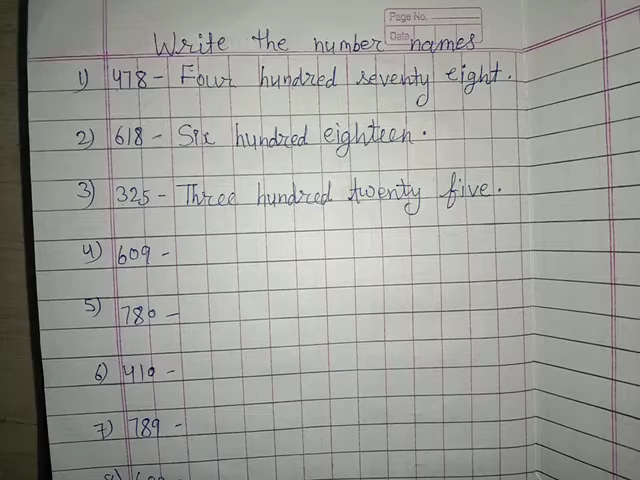 Page No.
Date
Write the number names
1) 478 - Four hundred seventy eight.
2) 618 - Six hundred eighteen.
3) 325 - Three hundred twenty five.
4) 609 -
5) 780 -
6) 410 -
7) 789 -
8)